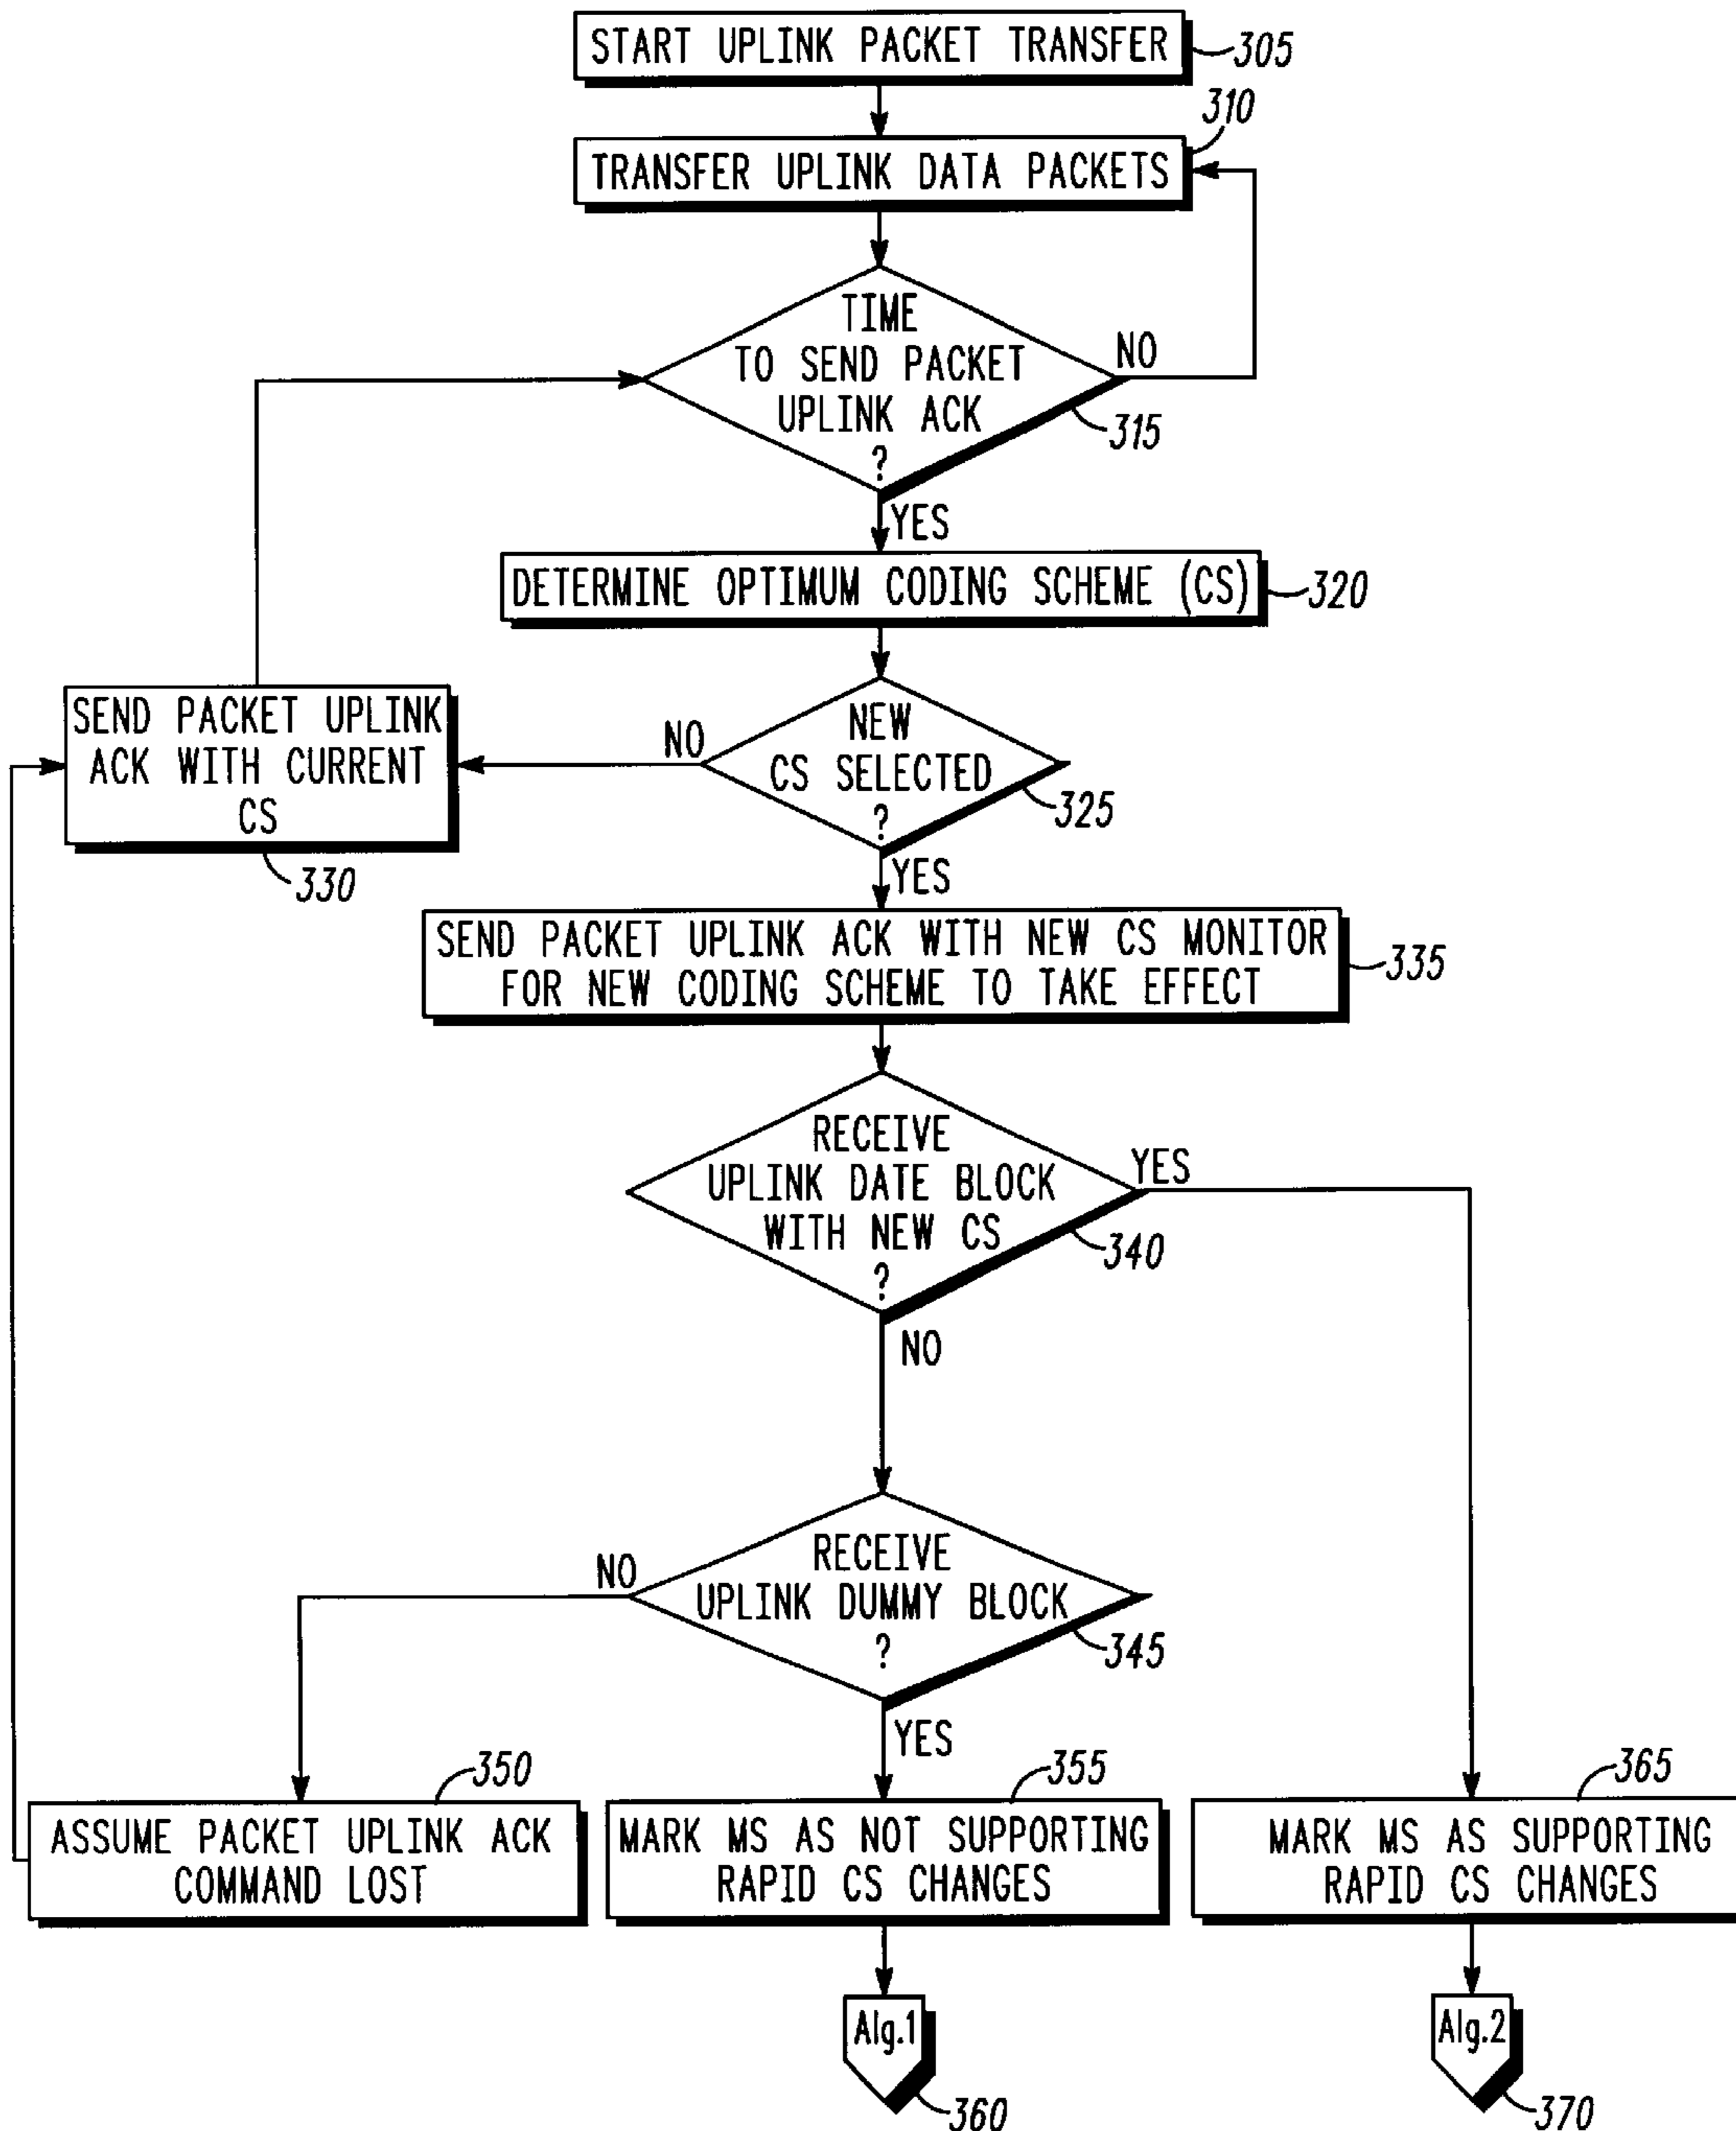 START UPLINK PACKET TRANSFER
305
310
TRANSFER UPLINK DATA PACKETS
TIME
TO SEND PACKET
UPLINK ACK
?
NO
315
YES
DETERMINE OPTIMUM CODING SCHEME (CS)
320
SEND PACKET UPLINK
ACK WITH CURRENT
CS
330
NO
NEW
CS SELECTED
?
325
YES
SEND PACKET UPLINK ACK WITH NEW CS MONITOR
FOR NEW CODING SCHEME TO TAKE EFFECT
335
RECEIVE
UPLINK DATE BLOCK
WITH NEW CS
?
YES
340
NO
NO
RECEIVE
UPLINK DUMMY BLOCK
?
345
YES
350
ASSUME PACKET UPLINK ACK
COMMAND LOST
355
MARK MS AS NOT SUPPORTING
RAPID CS CHANGES
365
MARK MS AS SUPPORTING
RAPID CS CHANGES
Alg.1
360
Alg.2
370